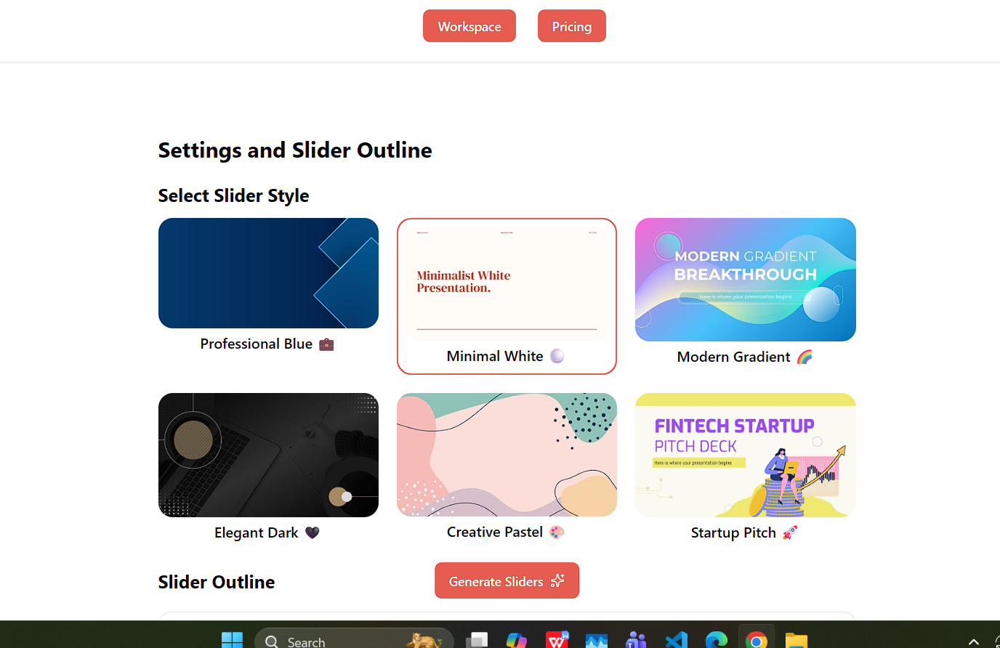 Workspace
Pricing
Settings and Slider Outline
Select Slider Style
Minimalist White
Presentation.
MODERN GRADIENT
BREAKTHROUGH
Here is where your presentation begins
Professional Blue
Minimal White
Modern Gradient
FINTECH STARTUP
PITCH DECK
Here is where your presentation begins
Elegant Dark
Creative Pastel
Startup Pitch
Slider Outline
Generate Sliders
Search